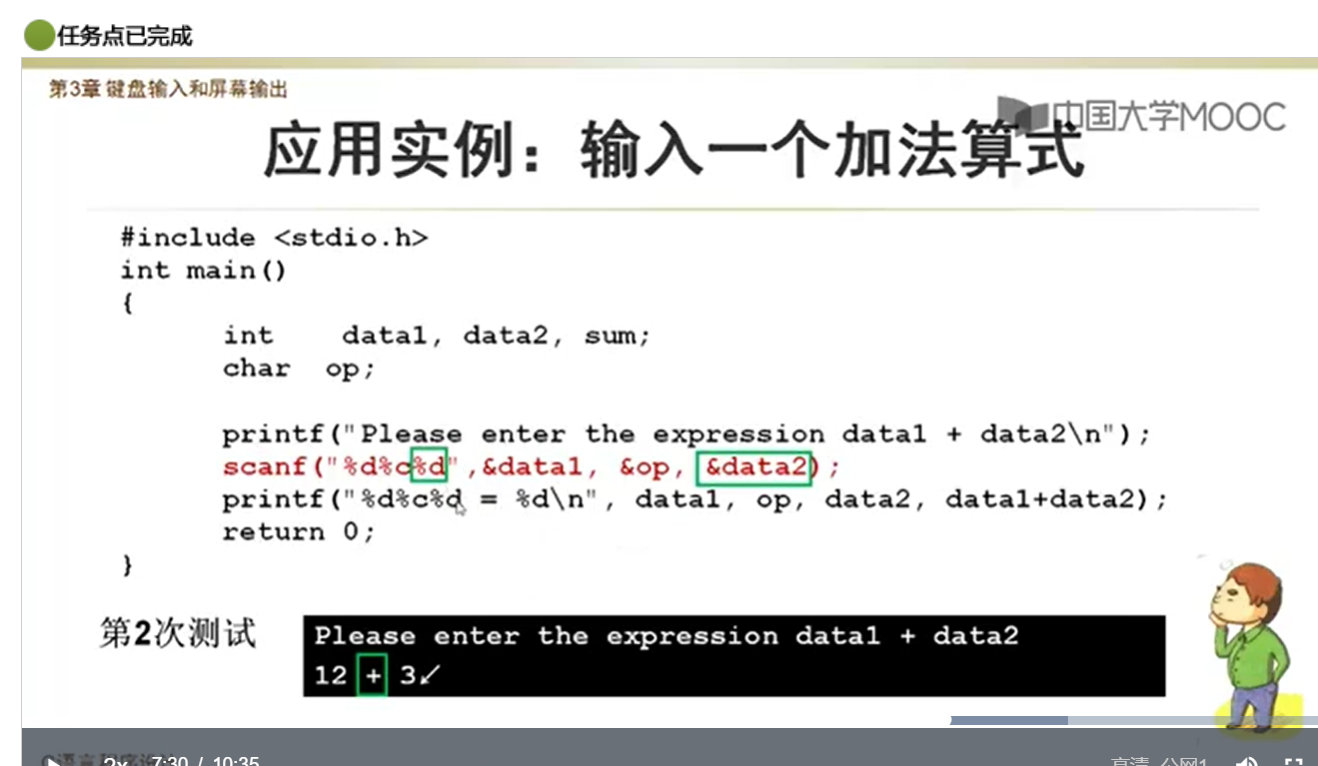 任务点已完成
第3章 键盘输入和屏幕输出
中国大学MOOC
应用实例：输入一个加法算式
#include <stdio.h>
int main()
{
int data1, data2, sum;
char op;
printf("Please enter the expression data1 + data2\n");
scanf("%d%c%d",&data1, &op, &data2);
printf("%d%c%d = %d\n", data1, op, data2, data1+data2);
return 0;
}
第2次测试
Please enter the expression data1 + data2
12 + 3↙
2x 7:30 / 10:35
高清 公网1